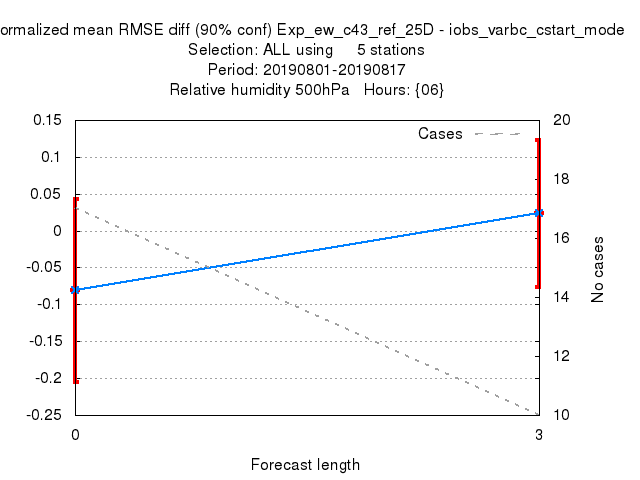 ormalized mean RMSE diff (90% conf) Exp_ew_c43_ref_25D - iobs_varbc_cstart_mode
Selection: ALL using 5 stations
Period: 20190801-20190817
Relative humidity 500hPa Hours: {06}
0.15
0.1
0.05
0
-0.05
-0.1
-0.15
-0.2
-0.25
20
18
16
14
12
10
Cases
No cases
0
3
Forecast length